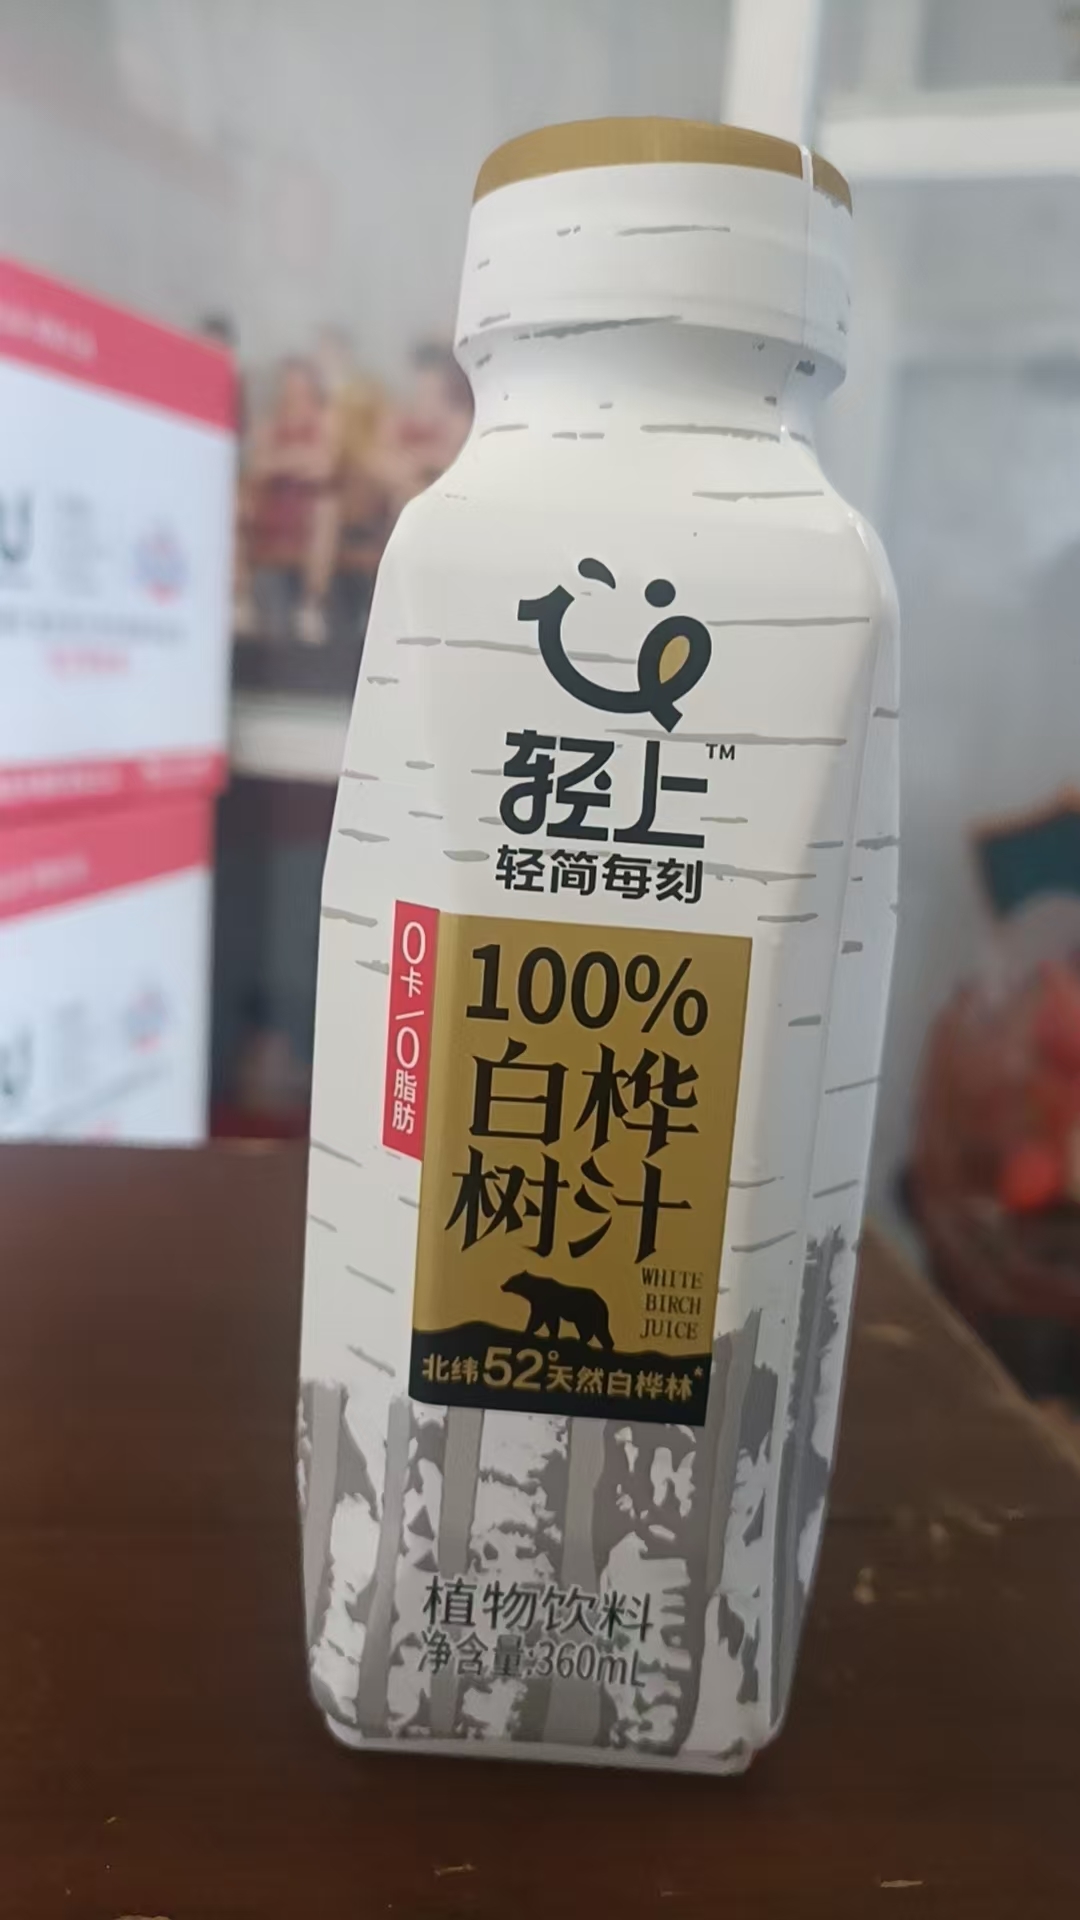 轻上™
轻简每刻
0卡/0脂肪
100%
白桦
树汁
WHITE
BIRCH
JUICE
北纬52°天然白桦林*
植物饮料
净含量:360mL